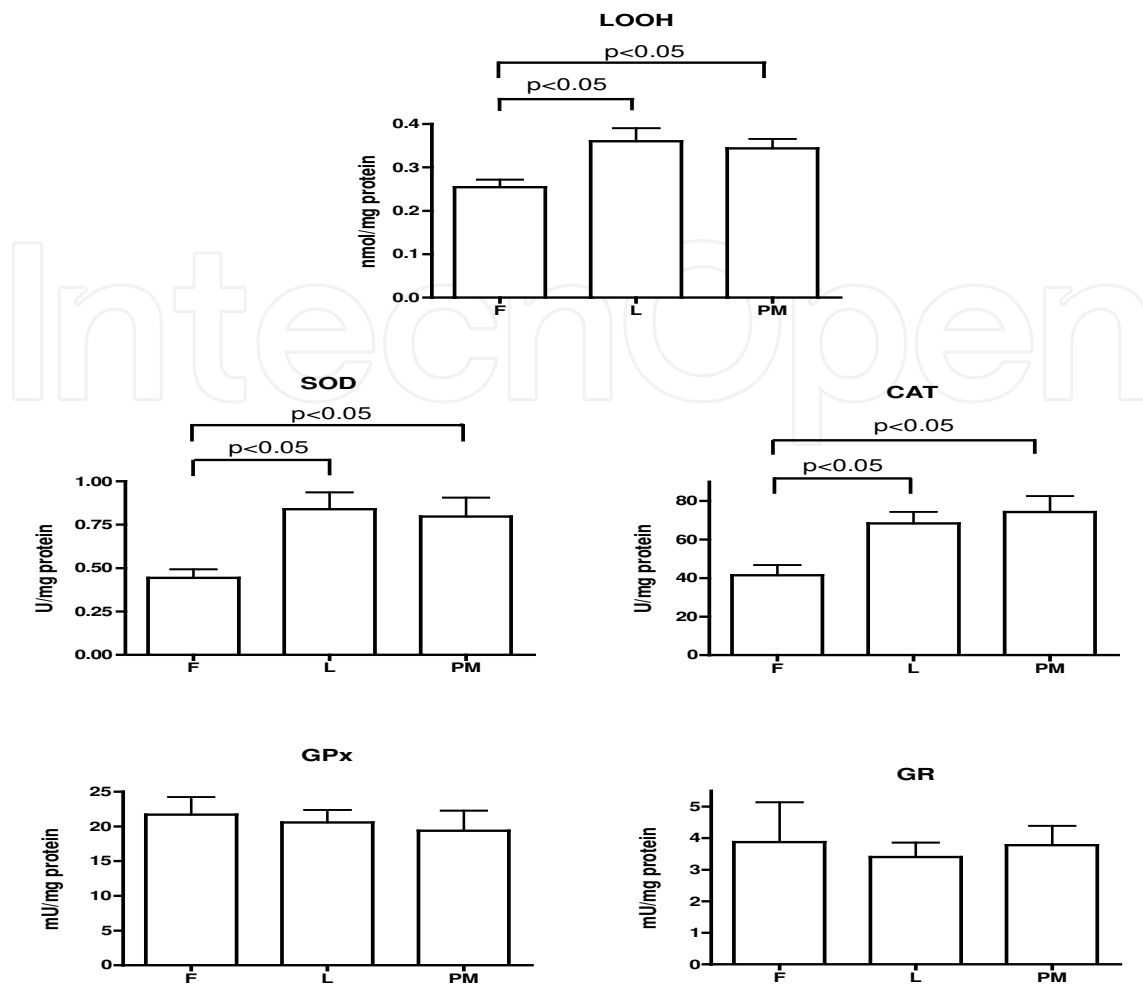 LOOH
p<0.05
p<0.05
nmol/mg protein
0.4
0.3
0.2
0.1
0.0
F L PM
IntechOpen
SOD
p<0.05
p<0.05
U/mg protein
1.00
0.75
0.50
0.25
0.00
F L PM
CAT
p<0.05
p<0.05
U/mg protein
80
60
40
20
0
F L PM
GPx
mU/mg protein
25
20
15
10
5
0
F L PM
GR
mU/mg protein
5
4
3
2
1
0
F L PM